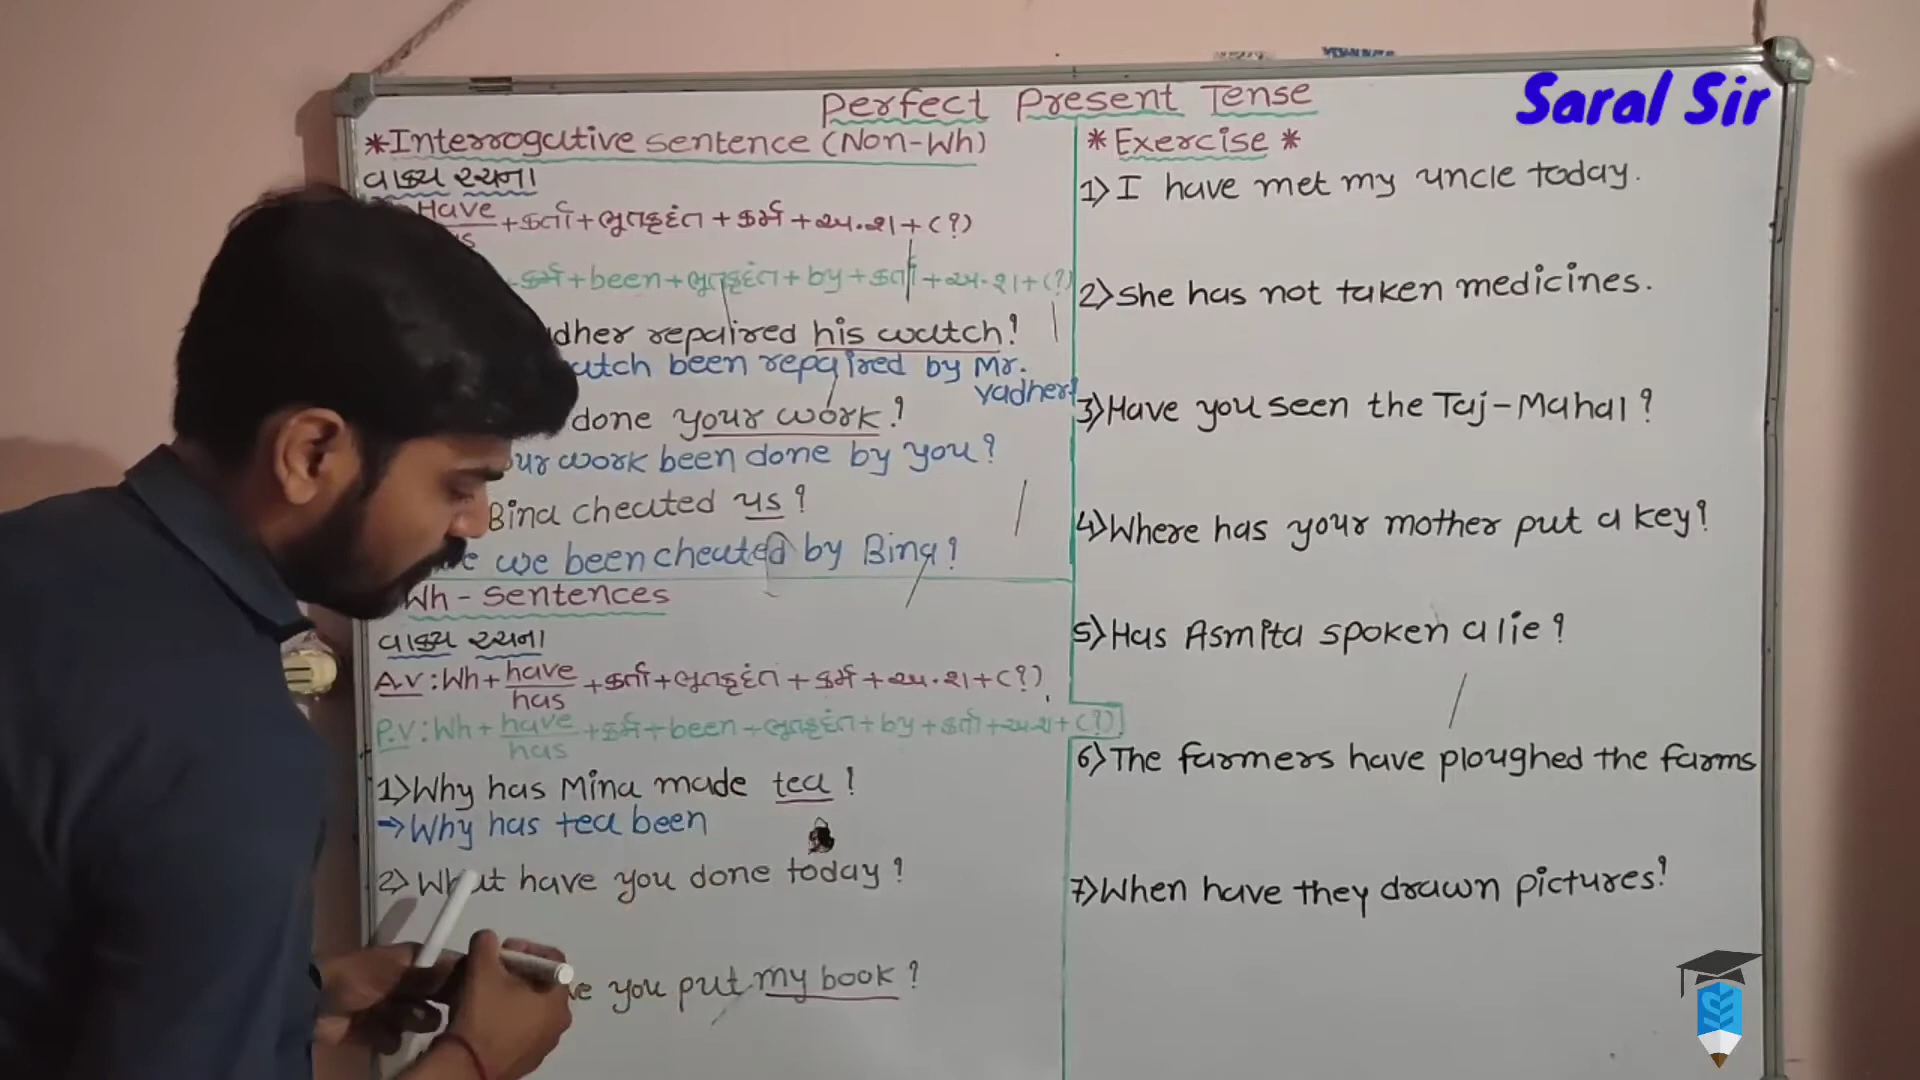 Saral Sir
Perfect Present Tense
*Interrogative sentence (Non-Wh)
વાક્ય રચના
Have + કર્તા + ભૂતકૃદંત + કર્મ + અ.શ + (?)
કર્મ + been + ભૂતકૃદંત + by + કર્તા + અ.શ + (?)
dher repaired his watch?
atch been repaired by Mr.
Vadher?
done your work?
our work been done by you?
Bina cheated us?
we been cheated by Bina?
Wh - sentences
વાક્ય રચના
A.V : Wh + have + કર્તા + ભૂતકૃદંત + કર્મ + અ.શ + (?)
has
P.V : Wh + have + કર્મ + been + ભૂતકૃદંત + by + કર્તા + અ.શ + (?)
has
1) Why has Mina made tea?
→ Why has tea been
2) What have you done today?
you put my book?
* Exercise *
1) I have met my uncle today.
2) She has not taken medicines.
3) Have you seen the Taj-Mahal?
4) Where has your mother put a key?
5) Has Asmita spoken a lie?
6) The farmers have ploughed the farms
7) When have they drawn pictures?